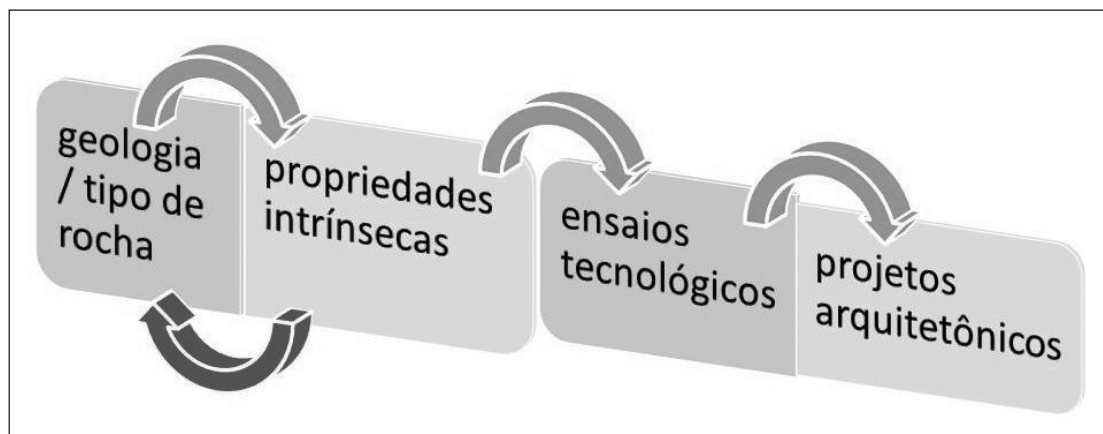 geologia
/ tipo de
rocha
propriedades
intrínsecas
ensaios
tecnológicos
projetos
arquitetônicos